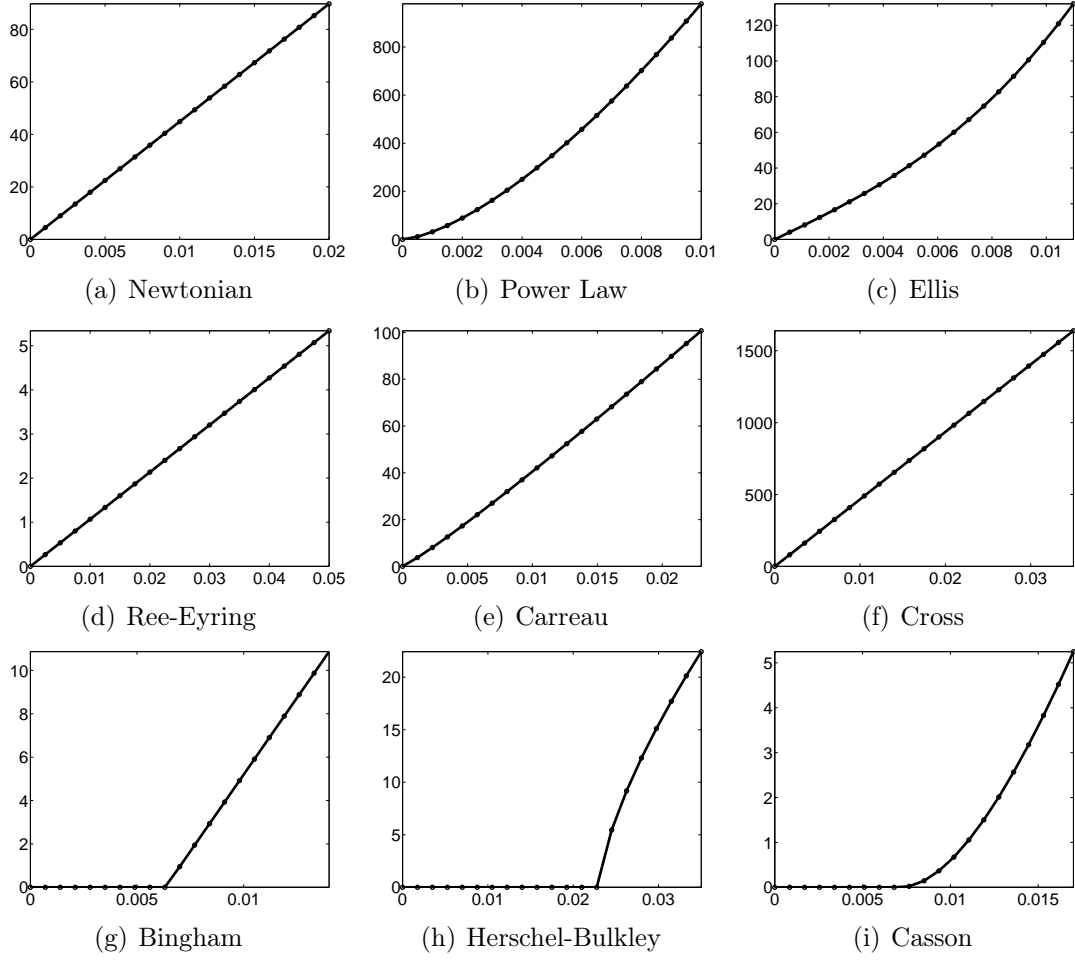 80
60
40
20
0
0 0.005 0.01 0.015 0.02
(a) Newtonian
800
600
400
200
0
0 0.002 0.004 0.006 0.008 0.01
(b) Power Law
120
100
80
60
40
20
0
0 0.002 0.004 0.006 0.008 0.01
(c) Ellis
5
4
3
2
1
0
0 0.01 0.02 0.03 0.04 0.05
(d) Ree-Eyring
100
80
60
40
20
0
0 0.005 0.01 0.015 0.02
(e) Carreau
1500
1000
500
0
0 0.01 0.02 0.03
(f) Cross
10
8
6
4
2
0
0 0.005 0.01
(g) Bingham
20
15
10
5
0
0 0.01 0.02 0.03
(h) Herschel-Bulkley
5
4
3
2
1
0
0 0.005 0.01 0.015
(i) Casson